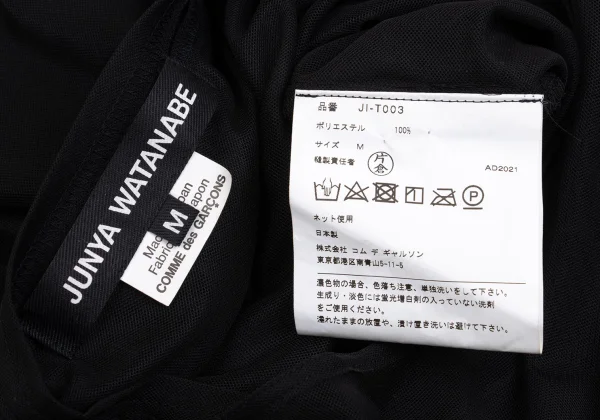 JUNYA WATANABE
M
Made pan
Fabric apon
COMME des GARÇONS
品番 JI-T003
ポリエステル 100%
サイズ M
縫製責任者 片倉
AD2021
ネット使用
日本製
株式会社 コム デ ギャルソン
東京都港区南青山5-11-5
濃色物の場合、色落ち注意、単独洗いをして下さい。
生成り・淡色には蛍光増白剤の入っていない洗剤
をご使用ください。
濡れたままの放置や、漬け置き洗いは避けて下さい。